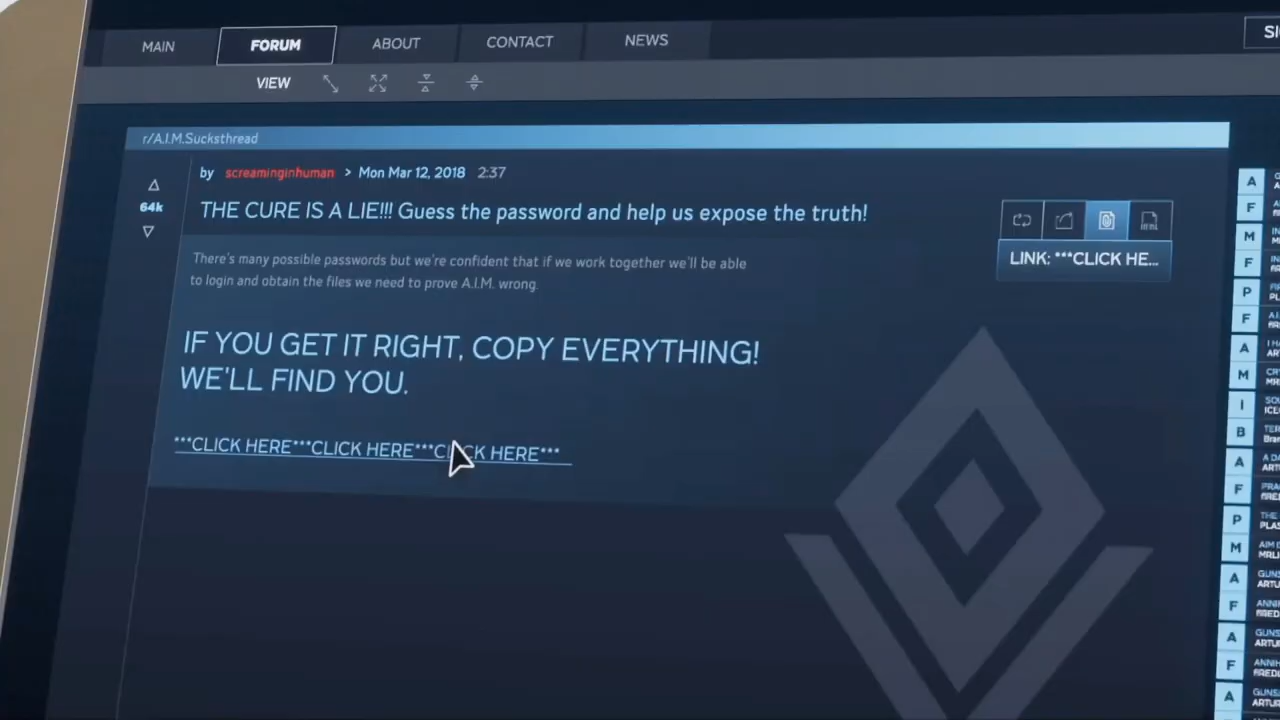 MAIN FORUM ABOUT CONTACT NEWS
VIEW
r/A.I.M.Sucksthread
by screaminginhuman > Mon Mar 12, 2018 2:37
64k
THE CURE IS A LIE!!! Guess the password and help us expose the truth!
LINK: ***CLICK HE...
There's many possible passwords but we're confident that if we work together we'll be able
to login and obtain the files we need to prove A.I.M. wrong.
IF YOU GET IT RIGHT, COPY EVERYTHING!
WE'LL FIND YOU.
***CLICK HERE***CLICK HERE***CLICK HERE***
A
F
M
F
P
F
A
M
I
B
A
F
P
M
A
F
A
F
A